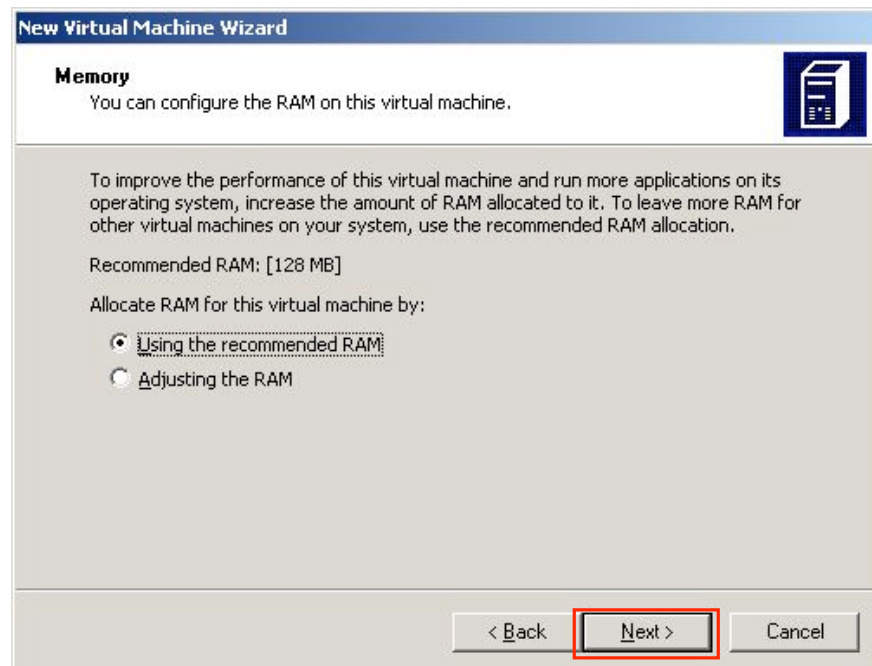 New Virtual Machine Wizard
Memory
You can configure the RAM on this virtual machine.
To improve the performance of this virtual machine and run more applications on its
operating system, increase the amount of RAM allocated to it. To leave more RAM for
other virtual machines on your system, use the recommended RAM allocation.
Recommended RAM: [128 MB]
Allocate RAM for this virtual machine by:
Using the recommended RAM
Adjusting the RAM
< Back Next > Cancel